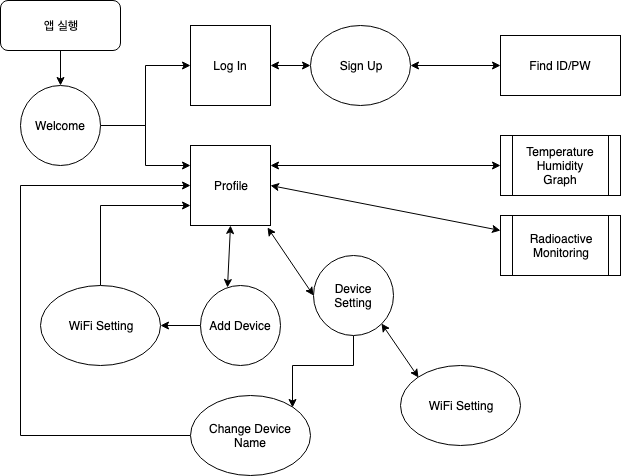 앱 실행
Welcome
Log In
Sign Up
Find ID/PW
Profile
Temperature
Humidity
Graph
Radioactive
Monitoring
WiFi Setting
Add Device
Device
Setting
WiFi Setting
Change Device
Name